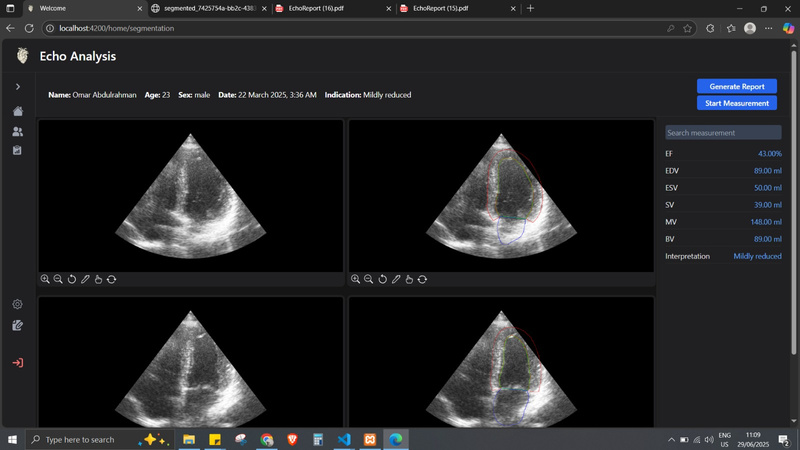 Welcome
segmented_7425754a-bb2c-4383
EchoReport (16).pdf
EchoReport (15).pdf
localhost:4200/home/segmentation
Echo Analysis
Name: Omar Abdulrahman Age: 23 Sex: male Date: 22 March 2025, 3:36 AM Indication: Mildly reduced
Generate Report
Start Measurement
Search measurement
EF 43.00%
EDV 89.00 ml
ESV 50.00 ml
SV 39.00 ml
MV 148.00 ml
BV 89.00 ml
Interpretation Mildly reduced
Type here to search
ENG
US
11:09
29/06/2025
2